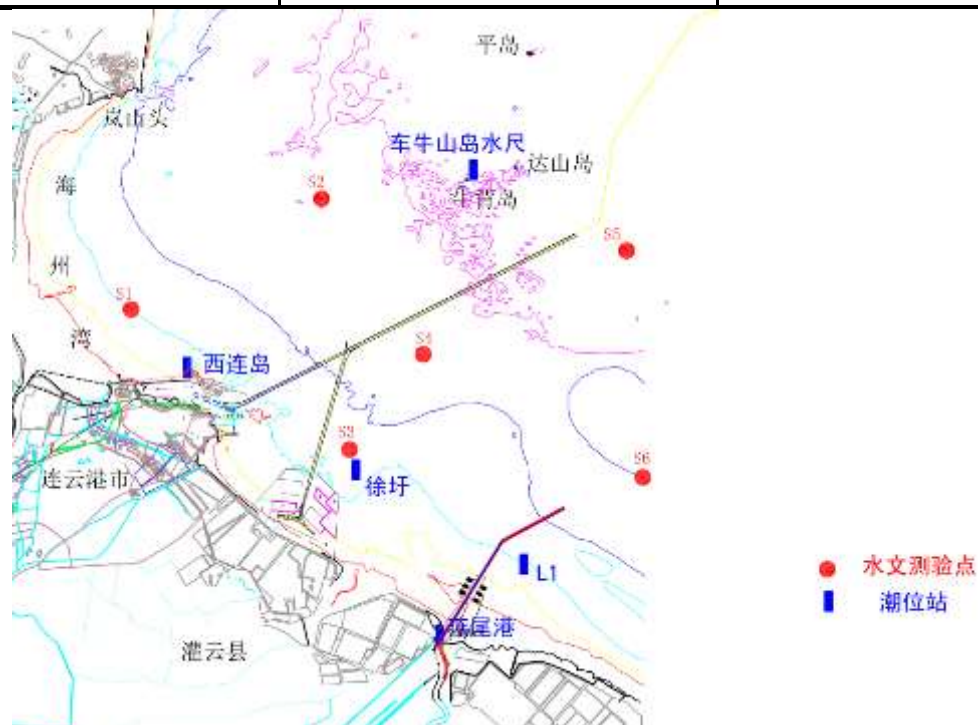 平岛
岚山头
车牛山岛水尺
达山岛
S2
海
牛背岛
S5
州
S1
湾
S4
西连岛
S3
S6
连云港市
徐圩
L1
水文测验点
潮位站
燕尾港
灌云县